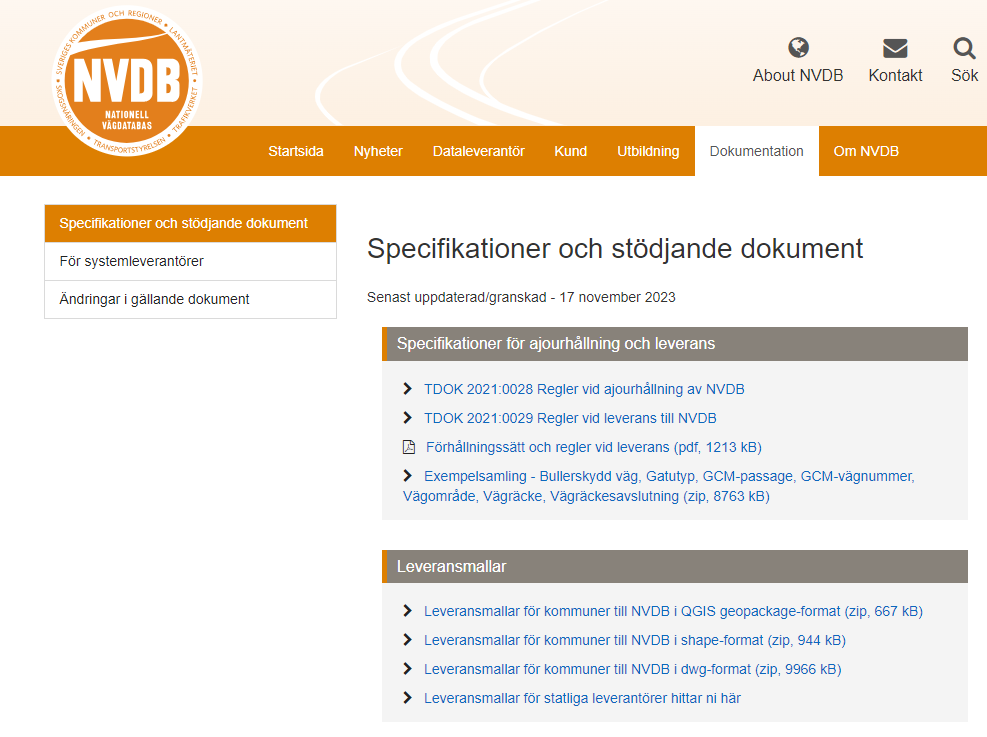 SVERIGES KOMMUNER OCH REGIONER • LANTMÄTERIET • TRAFIKVERKET • TRANSPORTSTYRELSEN • SKOGSNÄRINGEN •
NVDB
NATIONELL
VÄGDATABAS
About NVDB
Kontakt
Sök
Startsida
Nyheter
Dataleverantör
Kund
Utbildning
Dokumentation
Om NVDB
Specifikationer och stödjande dokument
För systemleverantörer
Ändringar i gällande dokument
Specifikationer och stödjande dokument
Senast uppdaterad/granskad - 17 november 2023
Specifikationer för ajourhållning och leverans
TDOK 2021:0028 Regler vid ajourhållning av NVDB
TDOK 2021:0029 Regler vid leverans till NVDB
Förhållningssätt och regler vid leverans (pdf, 1213 kB)
Exempelsamling - Bullerskydd väg, Gatutyp, GCM-passage, GCM-vägnummer,
Vägområde, Vägräcke, Vägräckesavslutning (zip, 8763 kB)
Leveransmallar
Leveransmallar för kommuner till NVDB i QGIS geopackage-format (zip, 667 kB)
Leveransmallar för kommuner till NVDB i shape-format (zip, 944 kB)
Leveransmallar för kommuner till NVDB i dwg-format (zip, 9966 kB)
Leveransmallar för statliga leverantörer hittar ni här